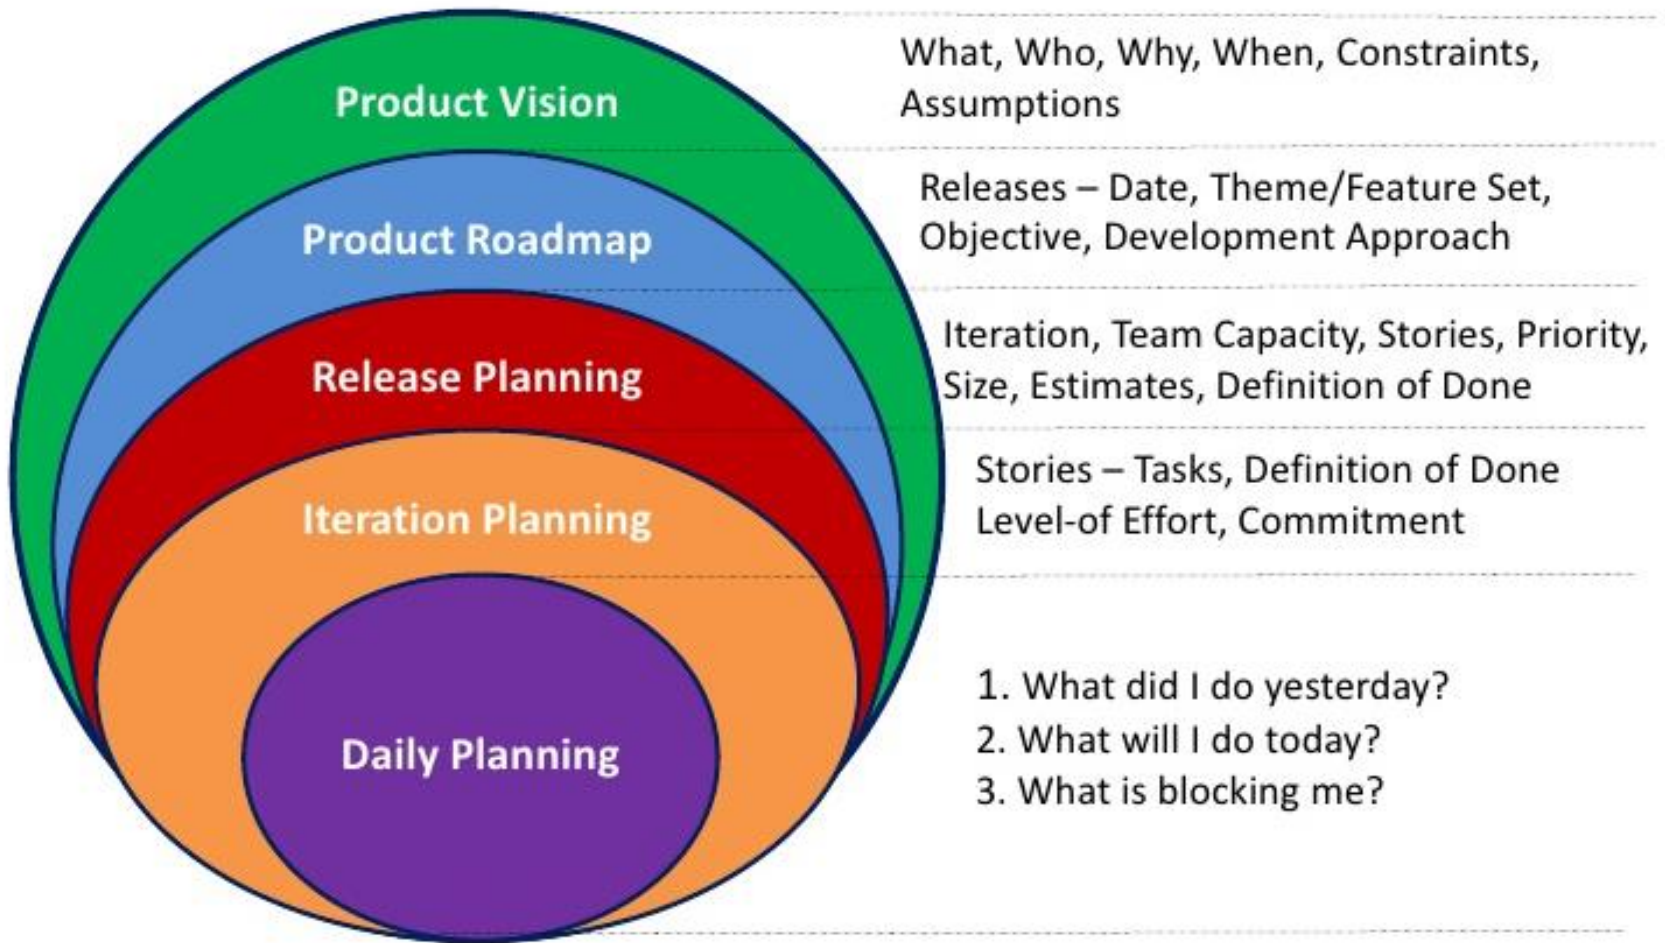 Product Vision
What, Who, Why, When, Constraints,
Assumptions
Product Roadmap
Releases – Date, Theme/Feature Set,
Objective, Development Approach
Release Planning
Iteration, Team Capacity, Stories, Priority,
Size, Estimates, Definition of Done
Iteration Planning
Stories – Tasks, Definition of Done
Level-of Effort, Commitment
Daily Planning
1. What did I do yesterday?
2. What will I do today?
3. What is blocking me?